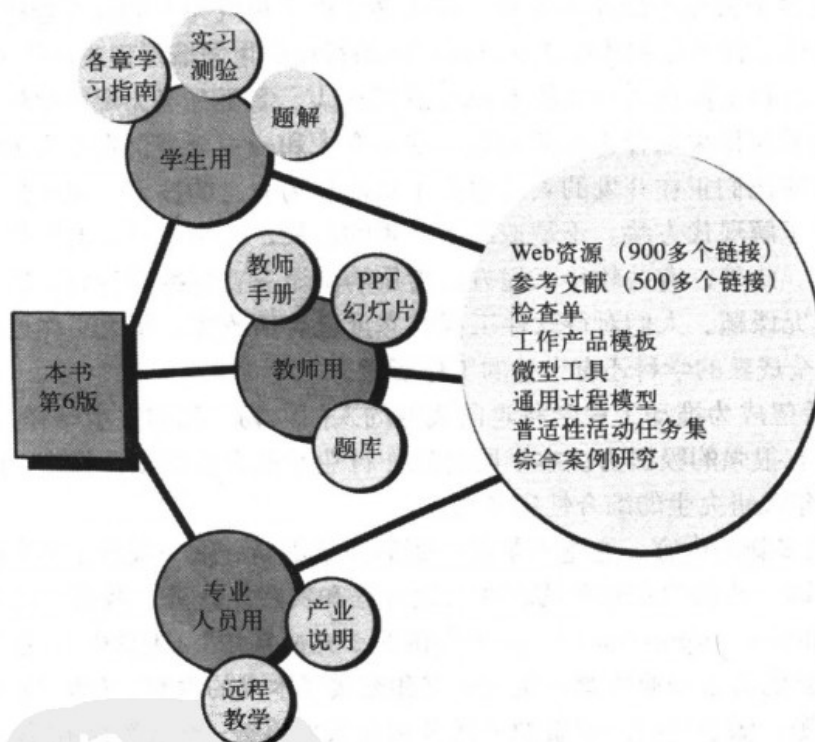 各章学
习指南
实习
测验
题解
学生用
Web资源（900多个链接）
参考文献（500多个链接）
检查单
工作产品模板
微型工具
通用过程模型
普适性活动任务集
综合案例研究
教师
手册
PPT
幻灯片
教师用
题库
本书
第6版
专业
人员用
产业
说明
远程
教学